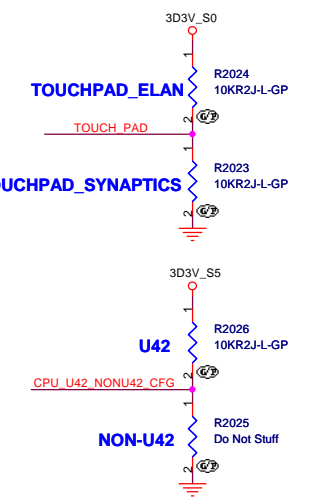 3D3V_S0
1
R2024
TOUCHPAD_ELAN
10KR2J-L-GP
2
G/P
TOUCH_PAD
1
R2023
OUCHPAD_SYNAPTICS
10KR2J-L-GP
2
G/P
3D3V_S5
1
R2026
U42
10KR2J-L-GP
2
G/P
CPU_U42_NONU42_CFG
1
R2025
NON-U42
Do Not Stuff
2
G/P